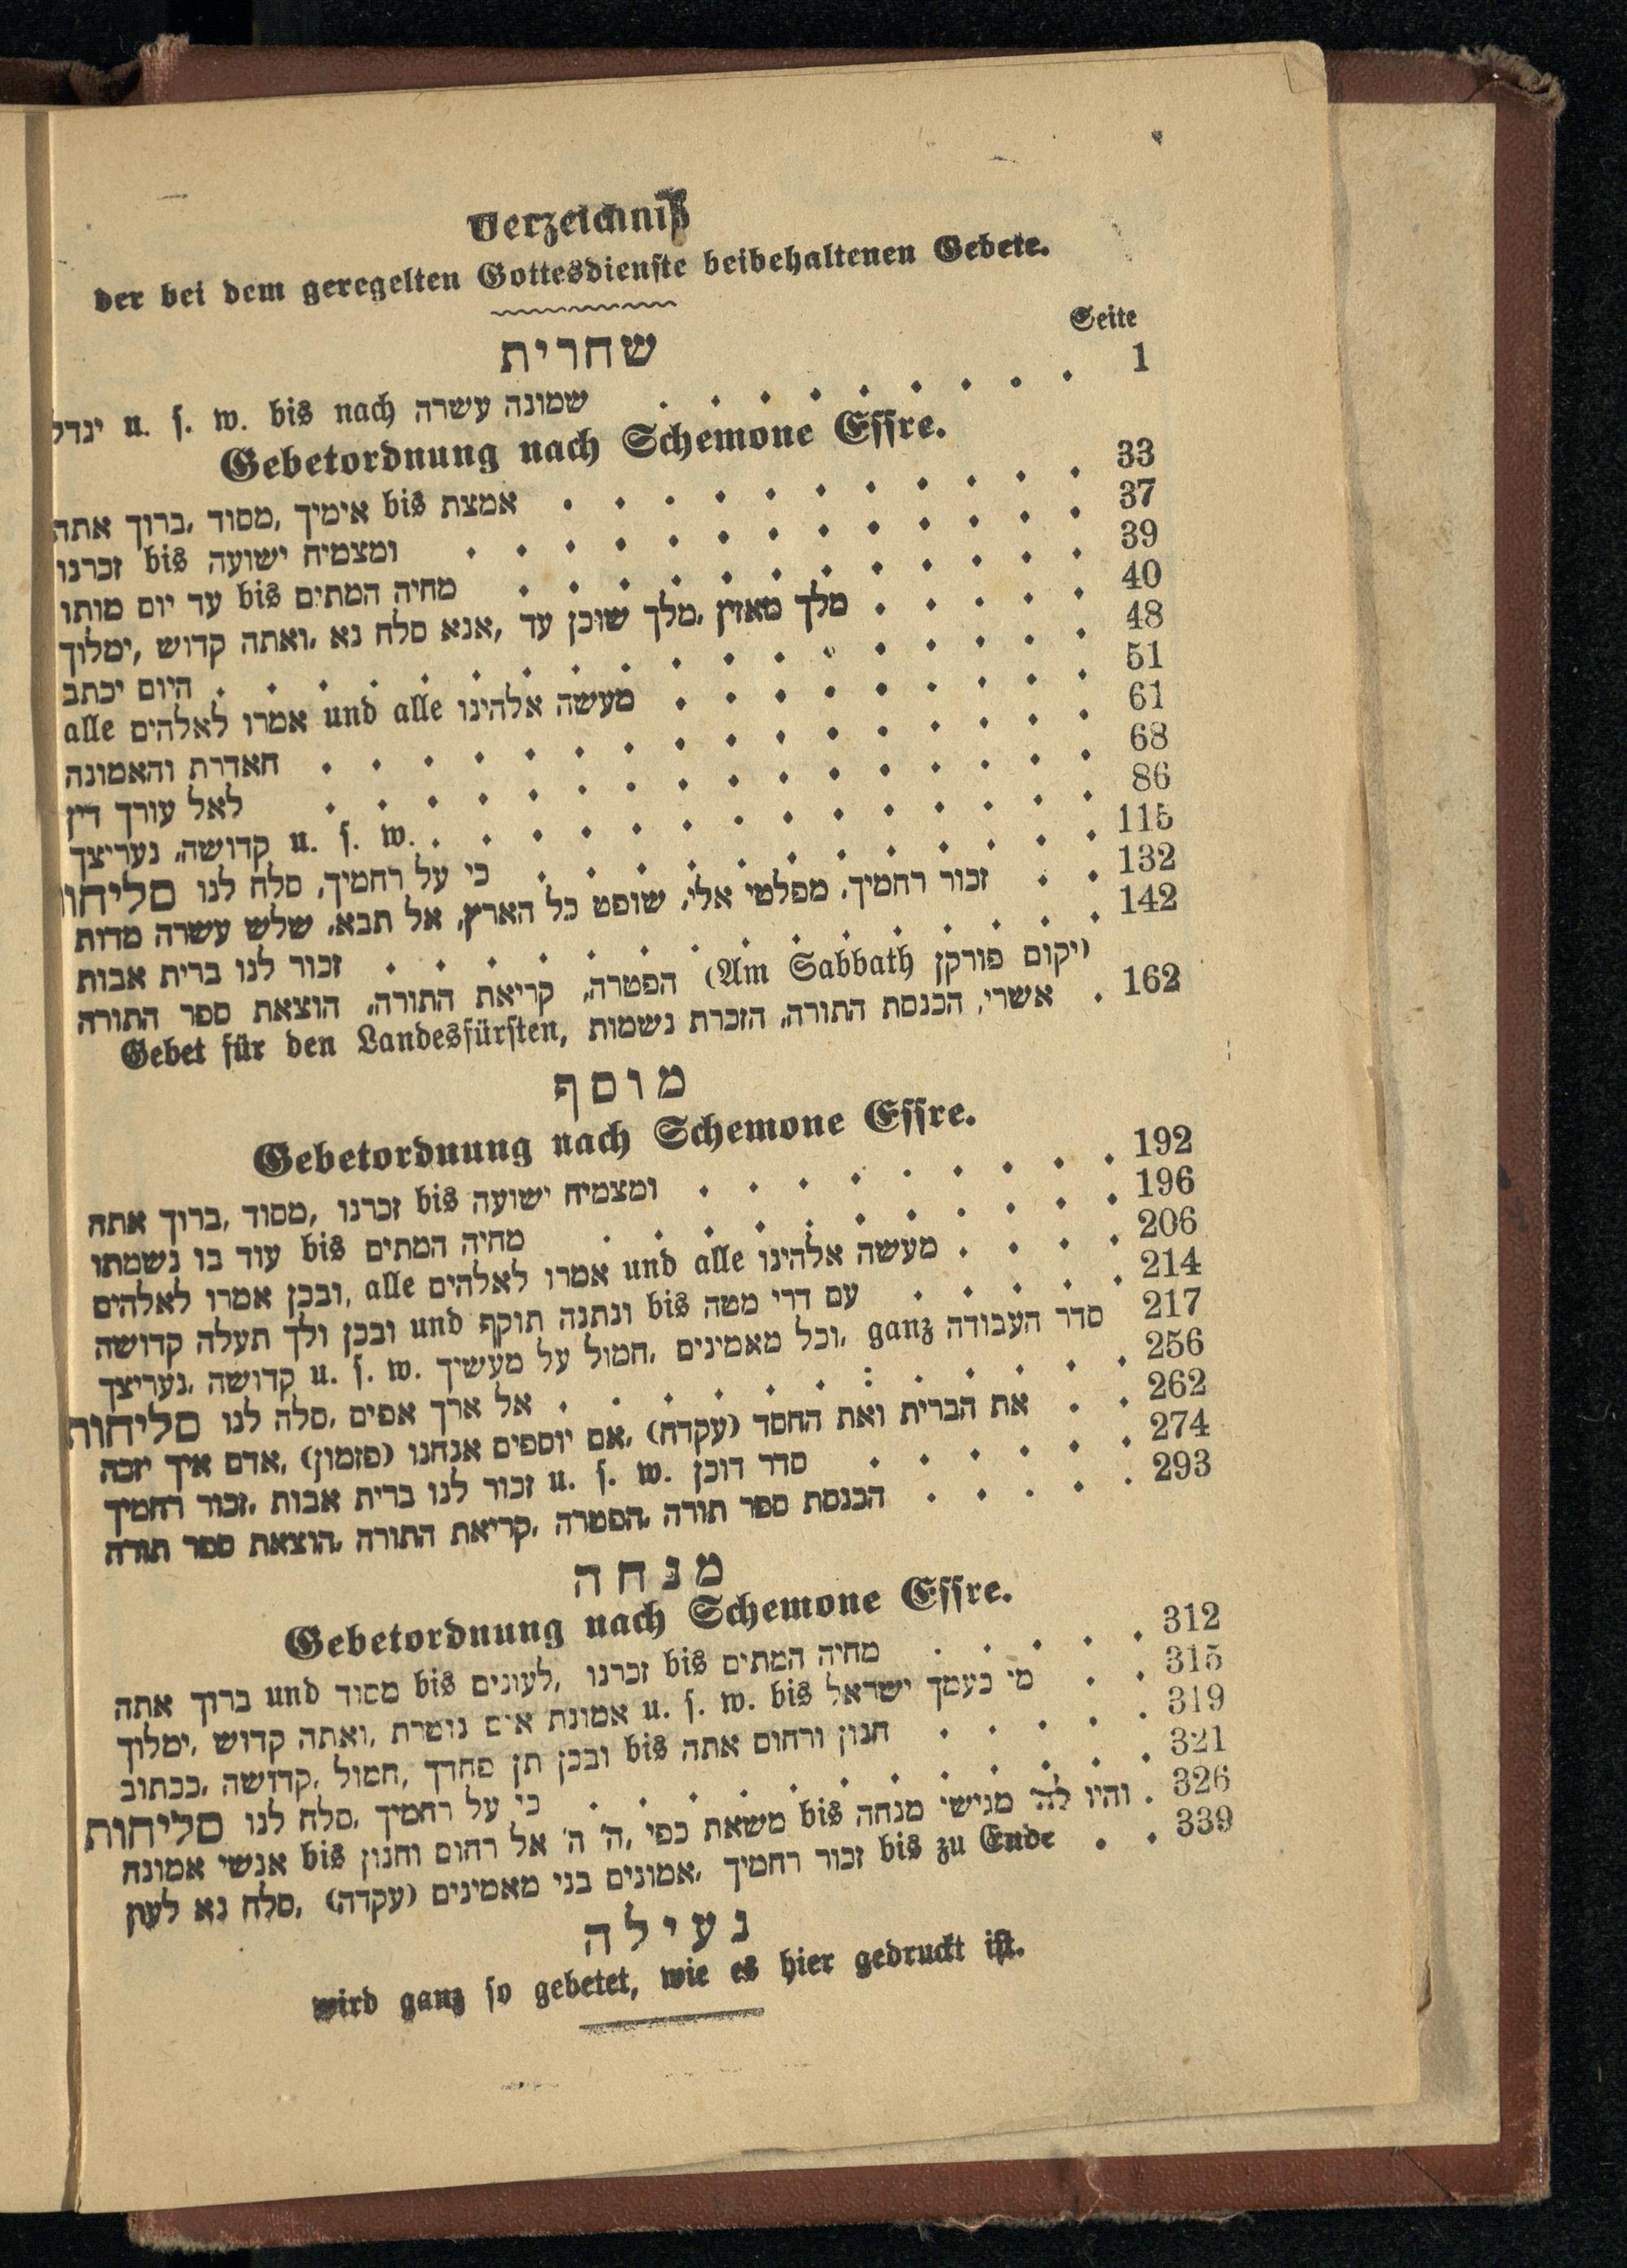 Verzeichniß
der bei dem geregelten Gottesdienste beibehaltenen Gebete.
Seite
שחרית
יגדל u. s. w. bis nach שמונה עשרה . . . . . . . . . 1
Gebetordnung nach Schemone Essre.
אמצת bis אימיך ,מסוד ,ברוך אתה . . . . . . . . . . . 33
זכרנו bis ומצמיח ישועה . . . . . . . . . . . . . 37
עד יום מותו bis מחיה המתים . . . . . . . . . . . . 39
מלך מאזין ,מלך שוכן עד ,אנא סלח נא ,ואתה קדוש ,ימלוך . . . . . 40
היום יכתב . . . . . . . . . . . . . . . . . . 48
alle אמרו לאלהים und alle מעשה אלהינו . . . . . . . . . 51
האדרת והאמונה . . . . . . . . . . . . . . . . 61
לאל עורך דין . . . . . . . . . . . . . . . . 68
קדושה, נעריצך u. s. w. . . . . . . . . . . . . . . 86
כי על רחמיך, סלח לנו סליחות . . . . . . . . . . . . 115
זכור רחמיך, מפלטי אלי, שופט כל הארץ, אל תבא, שלש עשרה מדות . . . 132
זכור לנו ברית אבות . . . . . . . . . . . . . . . 142
(יקום פורקן Am Sabbath) הפטרה, קריאת התורה, הוצאת ספר התורה
Gebet für den Landesfürsten, אשרי, הכנסת התורה, הזכרת נשמות . 162
מוסף
Gebetordnung nach Schemone Essre.
זכרנו ,מסוד ,ברוך אתה bis ומצמיח ישועה . . . . . . . . . 192
עוד בו נשמתו bis מחיה המתים . . . . . . . . . . . 196
ובכן אמרו לאלהים, alle אמרו לאלהים und alle מעשה אלהינו . . . . 206
ובכן ולך תעלה קדושה und ונתנה תוקף bis עם דרי מטה . . . . . 214
קדושה ,נעריצך u. s. w. וכל מאמינים ,חמול על מעשיך, ganz סדר העבודה 217
אל ארך אפים ,סלח לנו סליחות . . . . . . . . . . . . 256
את הברית ואת החסד (עקדה) ,אם יוספים אנחנו (פזמון) ,אדם איך יזכה . . 262
זכור לנו ברית אבות ,זכור רחמיך u. s. w. סדר דוכן . . . . . . 274
הכנסת ספר תורה ,הפטרה ,קריאת התורה ,הוצאת ספר תורה . . . . . 293
מנחה
Gebetordnung nach Schemone Essre.
ברוך אתה und מסוד bis לעונים, זכרנו bis מחיה המתים . . . . . 312
אמונת אום נוטרת ,ואתה קדוש ,ימלוך u. s. w. bis מי כעמך ישראל . . 315
ובכן תן פחדך ,חמול ,קדושה ,ככתוב bis חנון ורחום אתה . . . . . 319
כי על רחמיך ,סלח לנו סליחות . . . . . . . . . . . . 321
אנשי אמונה bis משאת כפי ,ה' ה' אל רחום וחנון bis והיו לה' מגישי מנחה . 326
זכור רחמיך ,אמונים בני מאמינים (עקדה) ,סלח נא לעון bis zu Ende . . 339
נעילה
wird ganz so gebetet, wie es hier gedruckt ist.